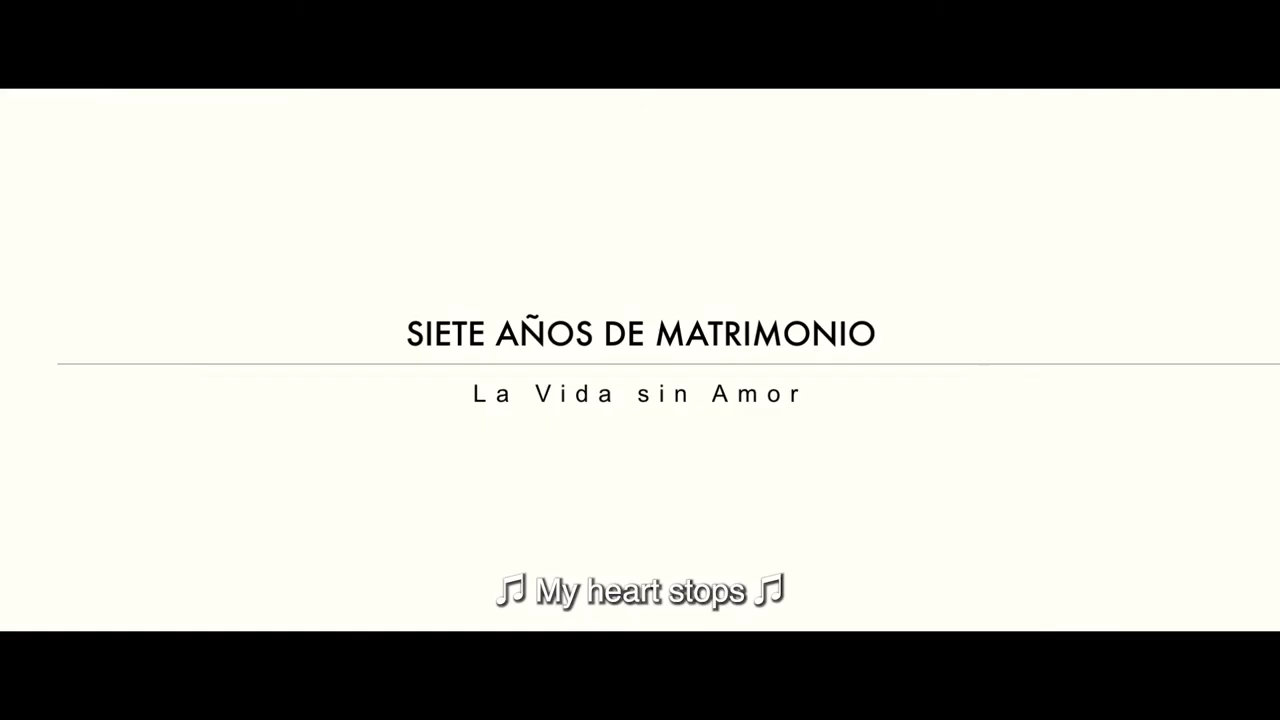 SIETE AÑOS DE MATRIMONIO
La Vida sin Amor
♫ My heart stops ♫